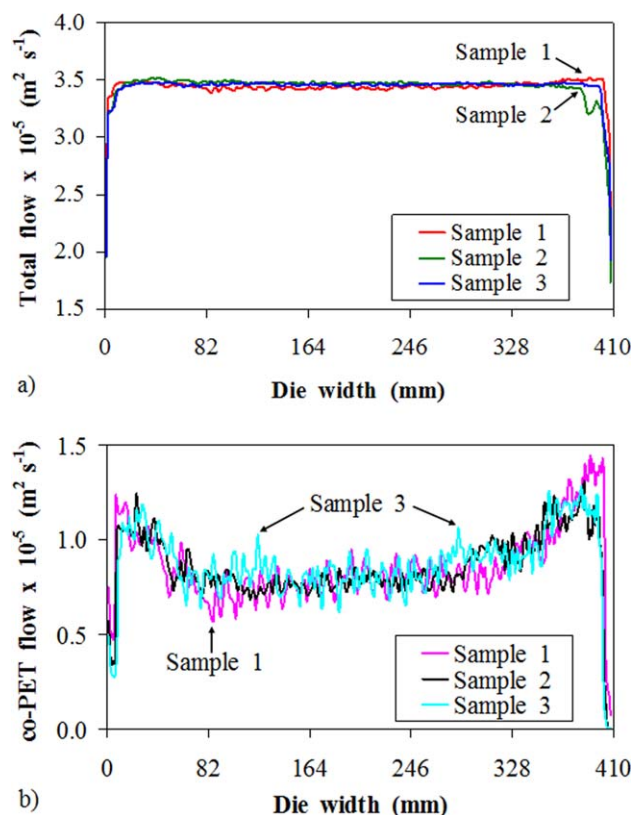 4.0
3.5
3.0
2.5
2.0
1.5
Total flow x 10-5 (m2 s-1)
Sample 1
Sample 2
Sample 1
Sample 2
Sample 3
0 82 164 246 328 410
a) Die width (mm)
1.5
1.0
0.5
0.0
co-PET flow x 10-5 (m2 s-1)
Sample 3
Sample 1
Sample 1
Sample 2
Sample 3
0 82 164 246 328 410
b) Die width (mm)